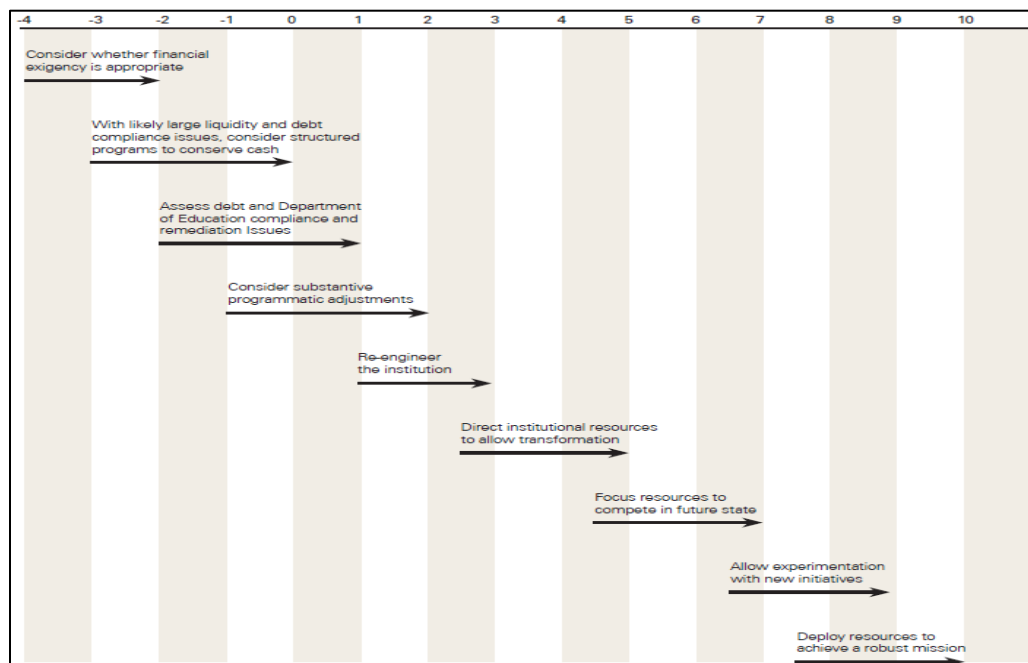 -4 -3 -2 -1 0 1 2 3 4 5 6 7 8 9 10
Consider whether financial
exigency is appropriate
With likely large liquidity and debt
compliance issues, consider structured
programs to conserve cash
Assess debt and Department
of Education compliance and
remediation Issues
Consider substantive
programmatic adjustments
Re-engineer
the institution
Direct institutional resources
to allow transformation
Focus resources to
compete in future state
Allow experimentation
with new initiatives
Deploy resources to
achieve a robust mission